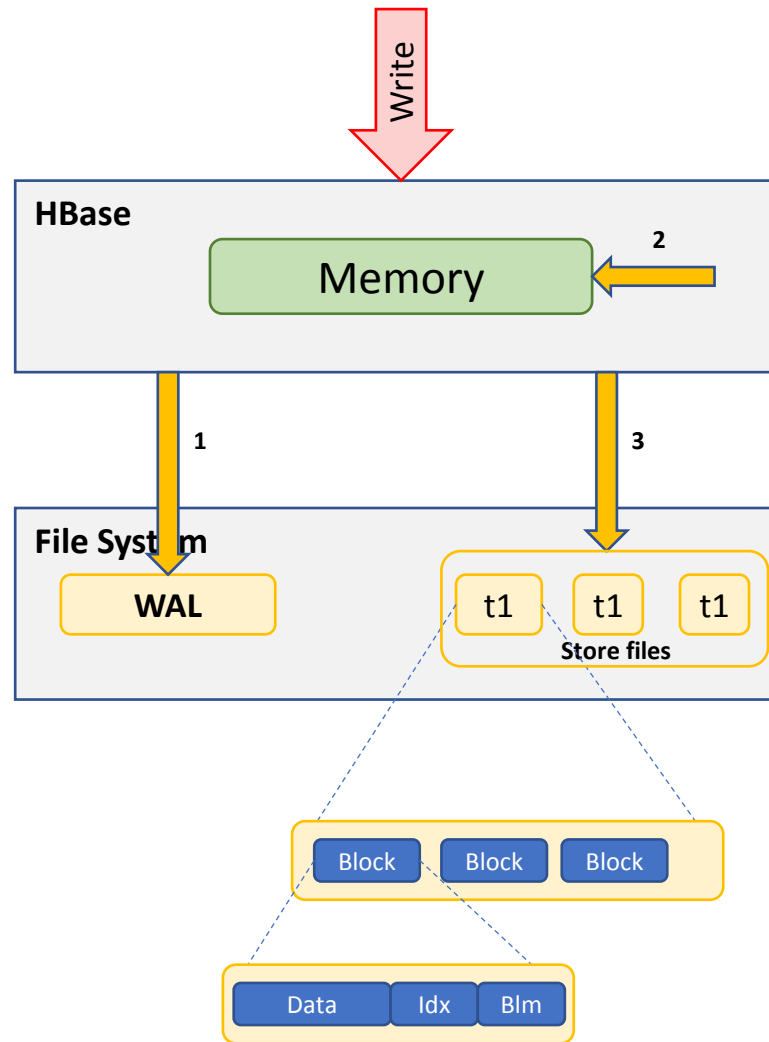 Write
HBase
2
Memory
1
3
File System
WAL
t1
t1
t1
Store files
Block
Block
Block
Data
Idx
Blm